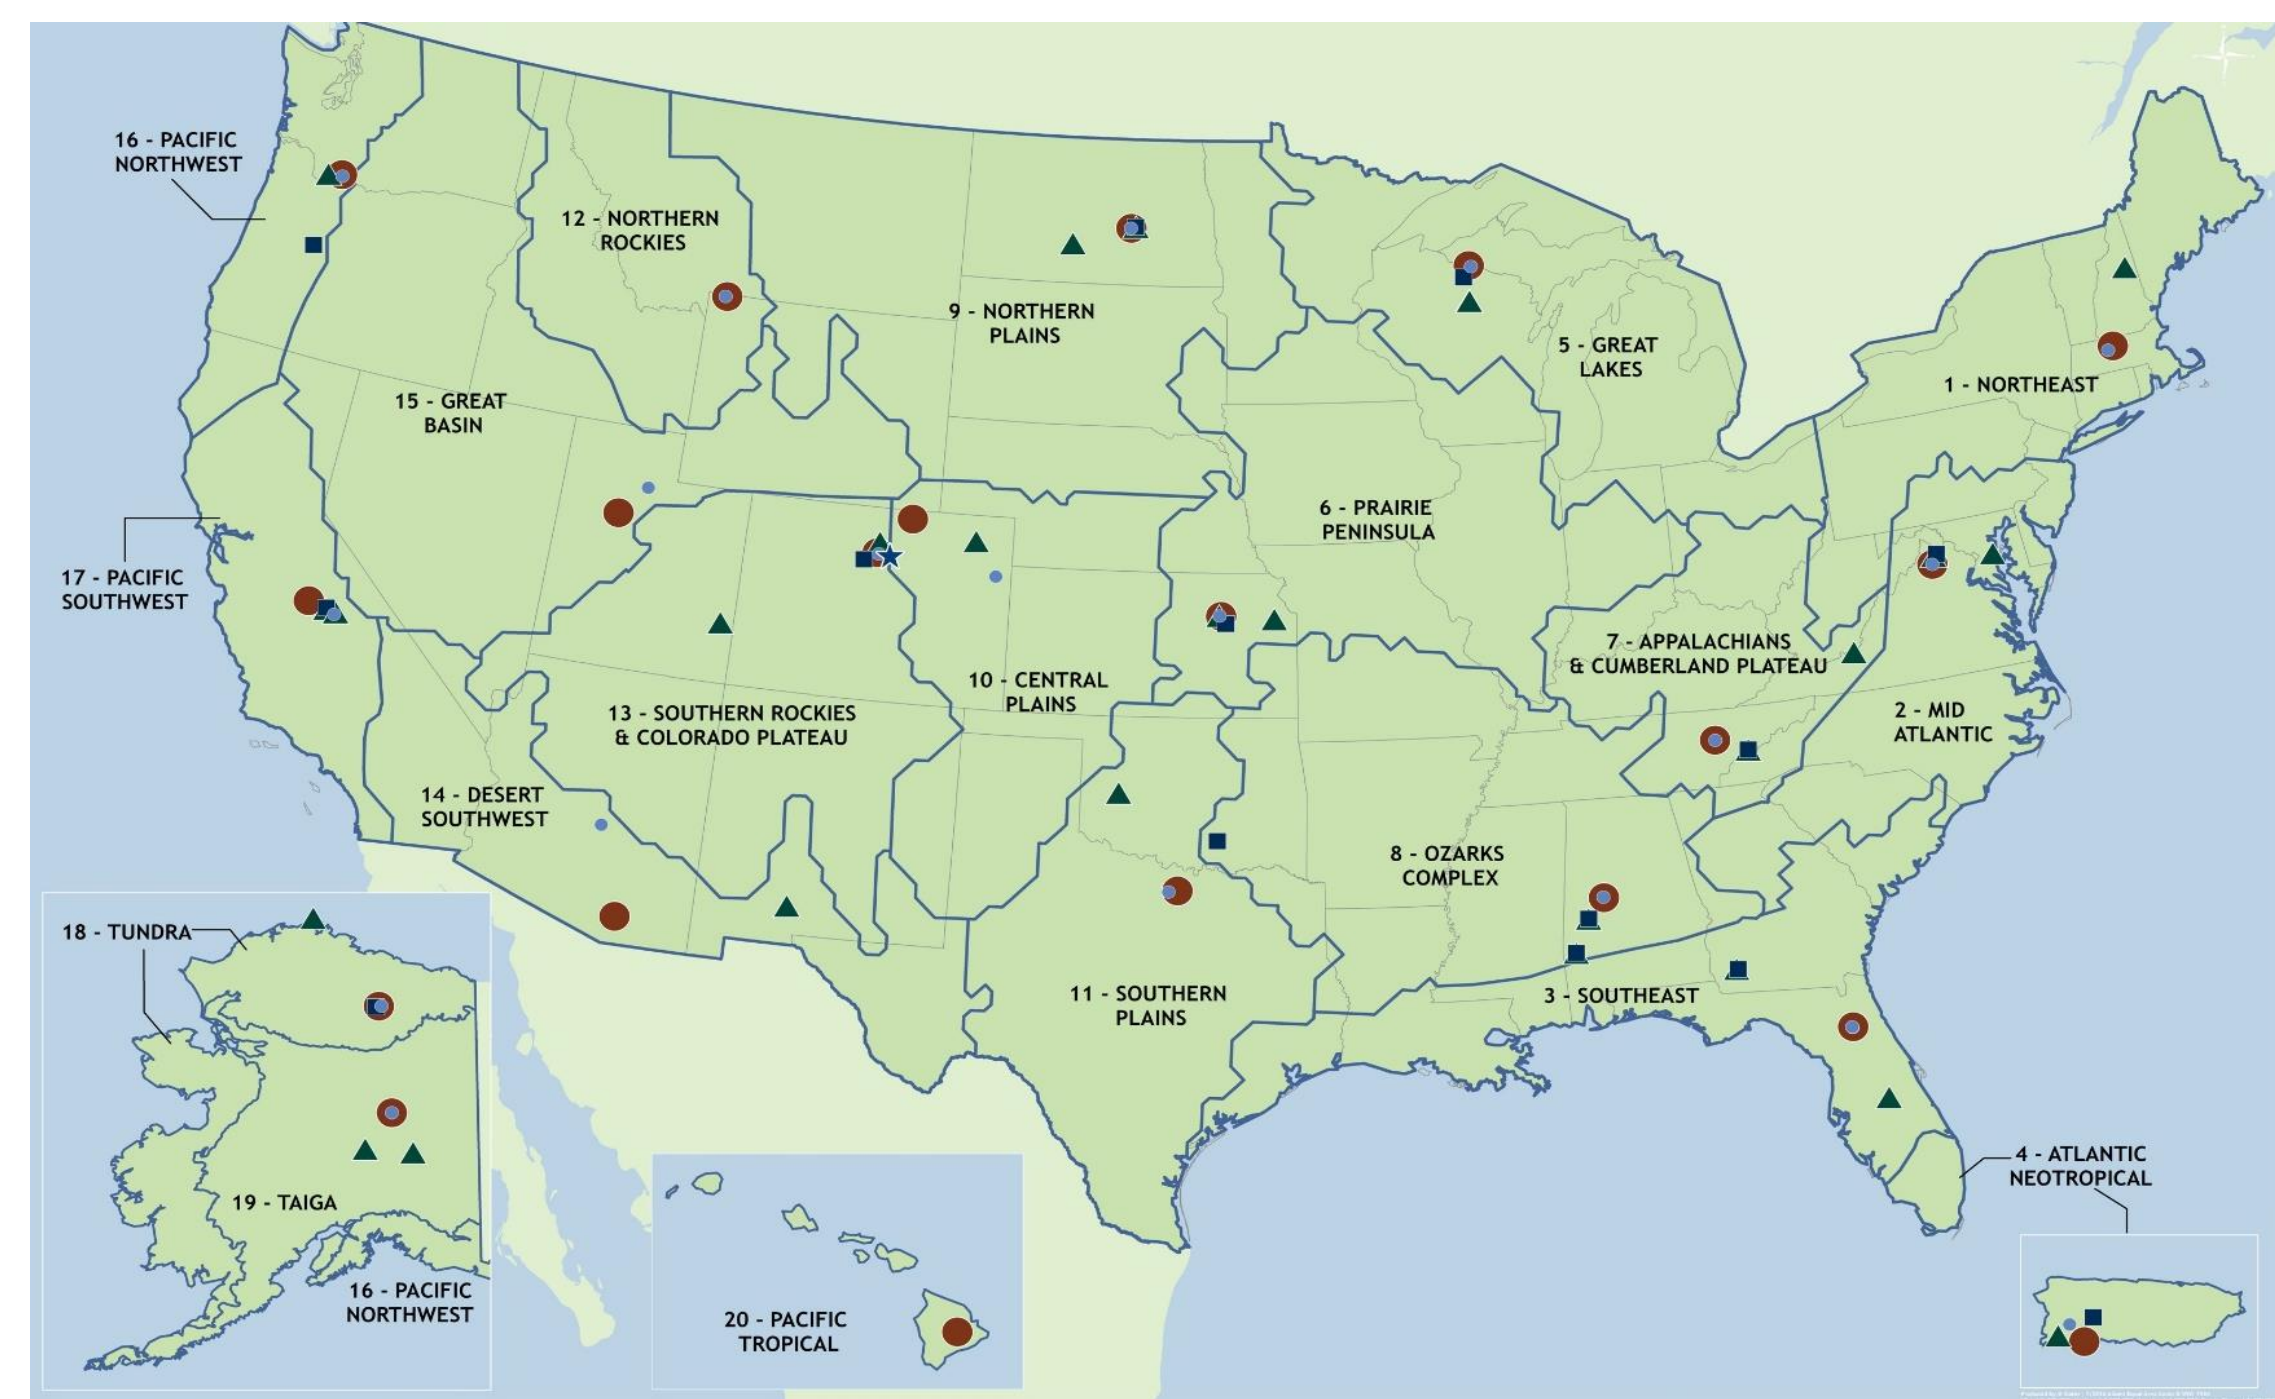 16 - PACIFIC
NORTHWEST
12 - NORTHERN
ROCKIES
9 - NORTHERN
PLAINS
5 - GREAT
LAKES
1 - NORTHEAST
15 - GREAT
BASIN
6 - PRAIRIE
PENINSULA
17 - PACIFIC
SOUTHWEST
7 - APPALACHIANS
& CUMBERLAND PLATEAU
10 - CENTRAL
PLAINS
13 - SOUTHERN ROCKIES
& COLORADO PLATEAU
2 - MID
ATLANTIC
14 - DESERT
SOUTHWEST
8 - OZARKS
COMPLEX
18 - TUNDRA
11 - SOUTHERN
PLAINS
3 - SOUTHEAST
4 - ATLANTIC
NEOTROPICAL
19 - TAIGA
16 - PACIFIC
NORTHWEST
20 - PACIFIC
TROPICAL